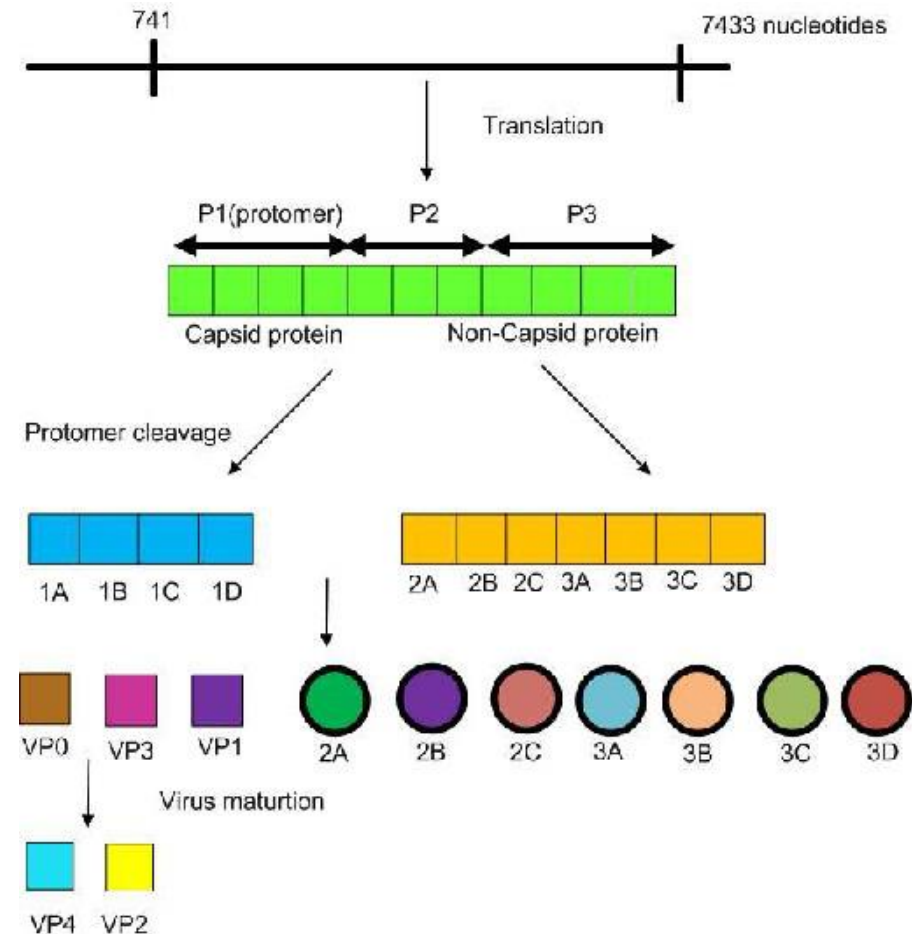 741
7433 nucleotides
Translation
P1(protomer) P2 P3
Capsid protein Non-Capsid protein
Protomer cleavage
1A 1B 1C 1D
2A 2B 2C 3A 3B 3C 3D
VP0 VP3 VP1
2A 2B 2C 3A 3B 3C 3D
Virus maturtion
VP4 VP2